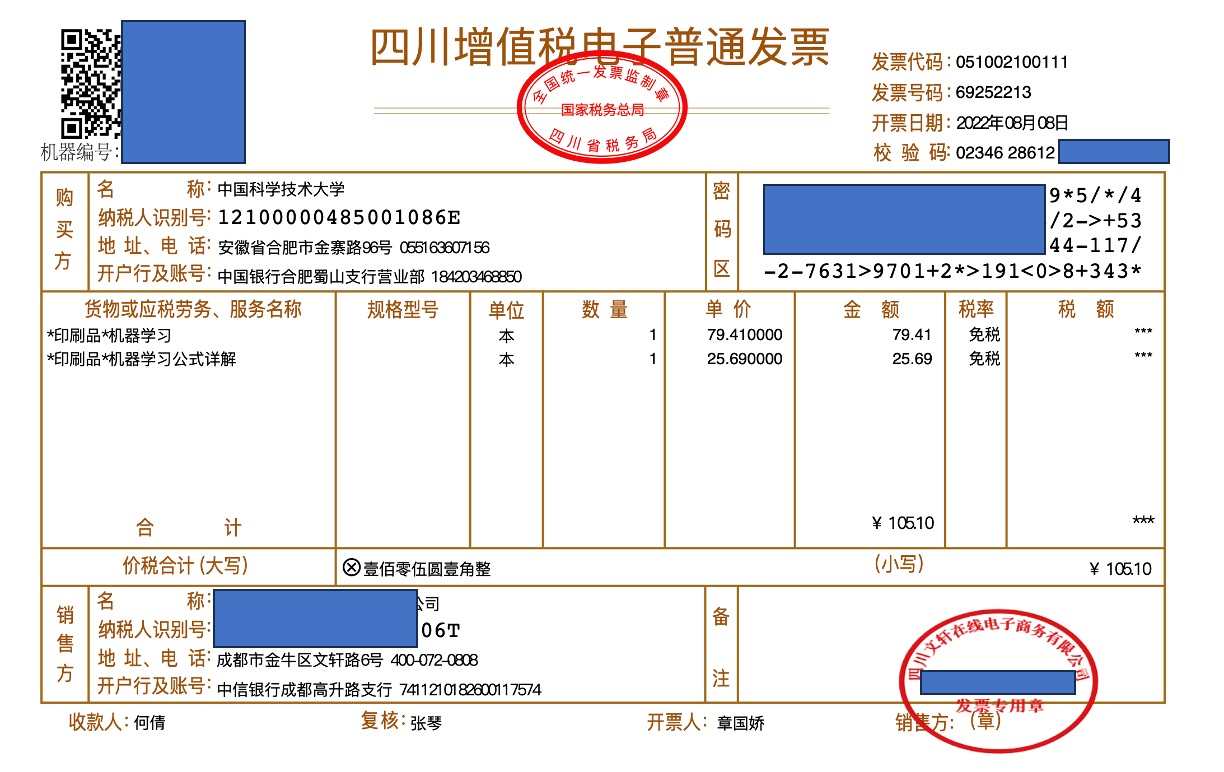 四川增值税电子普通发票
全国统一发票监制章
国家税务总局
四川省税务局
发票代码: 051002100111
发票号码: 69252213
开票日期: 2022年08月08日
机器编号:
校 验 码: 02346 28612
购买方
名 称: 中国科学技术大学
纳税人识别号: 12100000485001086E
地 址、电 话: 安徽省合肥市金寨路96号 055163607156
开户行及账号: 中国银行合肥蜀山支行营业部 184203468850
密码区
9*5/*/4
/2->+53
44-117/
-2-7631>9701+2*>191<0>8+343*
货物或应税劳务、服务名称 规格型号 单位 数 量 单 价 金 额 税率 税 额
*印刷品*机器学习 本 1 79.410000 79.41 免税 ***
*印刷品*机器学习公式详解 本 1 25.690000 25.69 免税 ***
合 计 ¥ 105.10 ***
价税合计(大写) ⊗壹佰零伍圆壹角整 (小写) ¥ 105.10
销售方
名 称: 公司
纳税人识别号: 06T
地 址、电 话: 成都市金牛区文轩路6号 400-072-0808
开户行及账号: 中信银行成都高升路支行 7411210182600117574
备注
四川文轩在线电子商务有限公司
发票专用章
收款人: 何倩 复核: 张琴 开票人: 章国娇 销售方: (章)